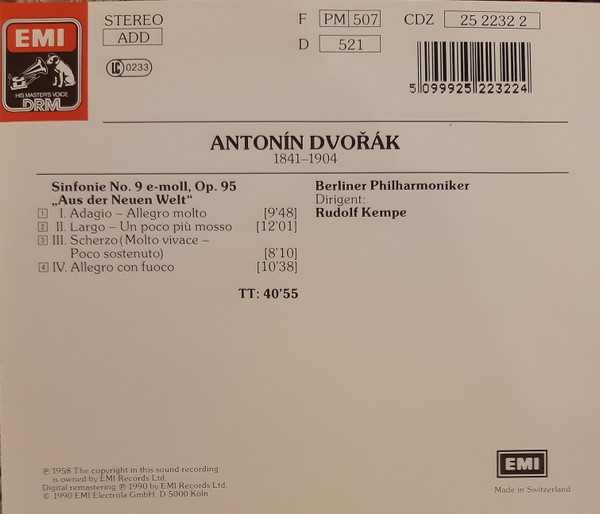 EMI
HIS MASTER'S VOICE
DRM
STEREO
ADD
LC 0233
F PM 507
D 521
CDZ 25 2232 2
5 099925 222324
ANTONÍN DVOŘÁK
1841–1904
Sinfonie No. 9 e-moll, Op. 95
„Aus der Neuen Welt“
1 I. Adagio – Allegro molto [9'48]
2 II. Largo – Un poco più mosso [12'01]
3 III. Scherzo (Molto vivace –
Poco sostenuto) [8'10]
4 IV. Allegro con fuoco [10'38]
TT: 40'55
Berliner Philharmoniker
Dirigent:
Rudolf Kempe
℗ 1958 The copyright in this sound recording
is owned by EMI Records Ltd.
Digital remastering ℗ 1990 by EMI Records Ltd.
© 1990 EMI Electrola GmbH, D 5000 Köln
EMI
Made in Switzerland